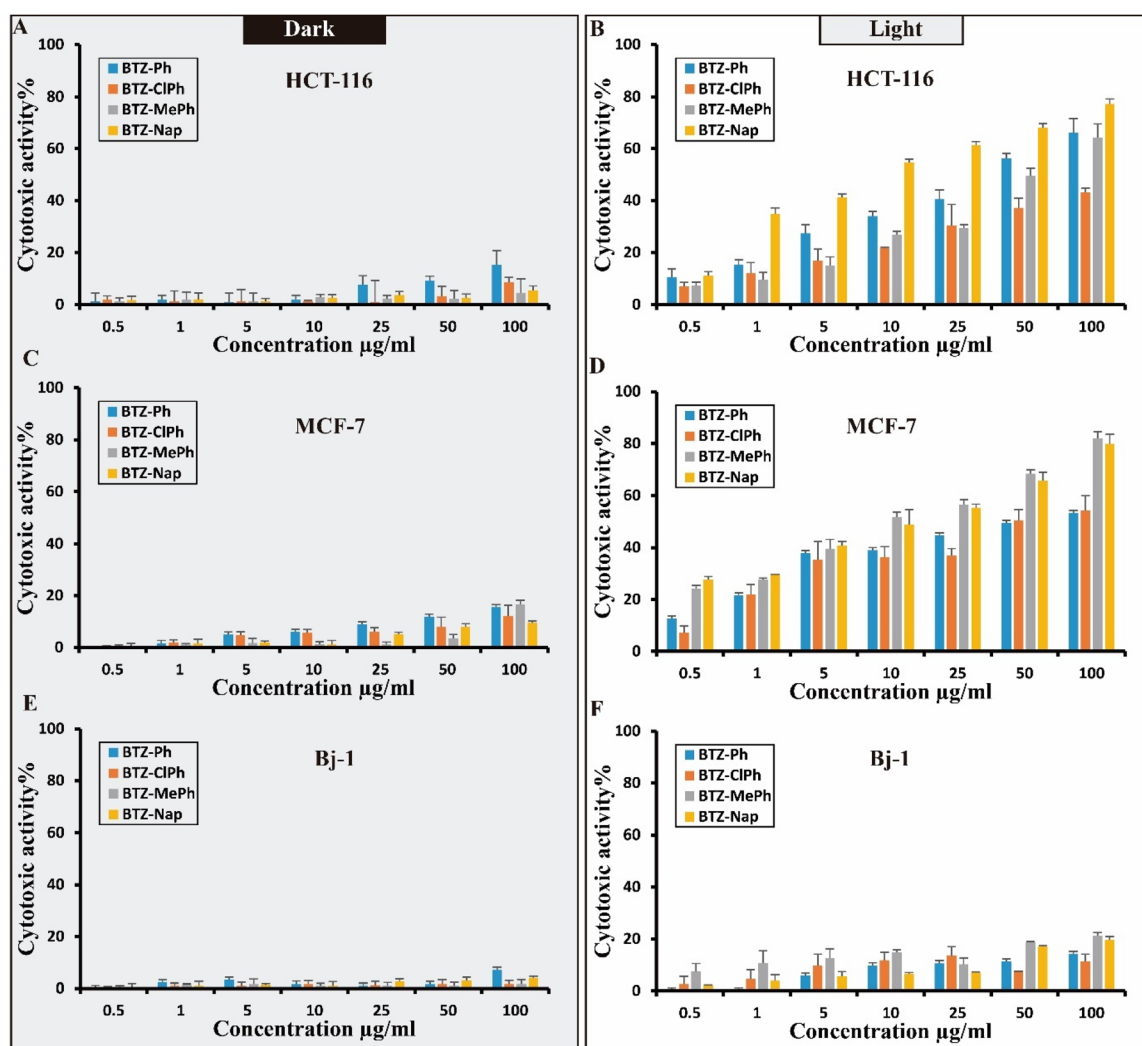 A
Dark
HCT-116
BTZ-Ph
BTZ-ClPh
BTZ-MePh
BTZ-Nap
Cytotoxic activity%
100
80
60
40
20
0
0.5 1 5 10 25 50 100
Concentration µg/ml
B
Light
HCT-116
BTZ-Ph
BTZ-ClPh
BTZ-MePh
BTZ-Nap
Cytotoxic activity%
100
80
60
40
20
0
0.5 1 5 10 25 50 100
Concentration µg/ml
C
MCF-7
BTZ-Ph
BTZ-ClPh
BTZ-MePh
BTZ-Nap
Cytotoxic activity%
100
80
60
40
20
0
0.5 1 5 10 25 50 100
Concentration µg/ml
D
MCF-7
BTZ-Ph
BTZ-ClPh
BTZ-MePh
BTZ-Nap
Cytotoxic activity%
100
80
60
40
20
0
0.5 1 5 10 25 50 100
Concentration µg/ml
E
Bj-1
BTZ-Ph
BTZ-ClPh
BTZ-MePh
BTZ-Nap
Cytotoxic activity%
100
80
60
40
20
0
0.5 1 5 10 25 50 100
Concentration µg/ml
F
Bj-1
BTZ-Ph
BTZ-ClPh
BTZ-MePh
BTZ-Nap
Cytotoxic activity%
100
80
60
40
20
0
0.5 1 5 10 25 50 100
Concentration µg/ml